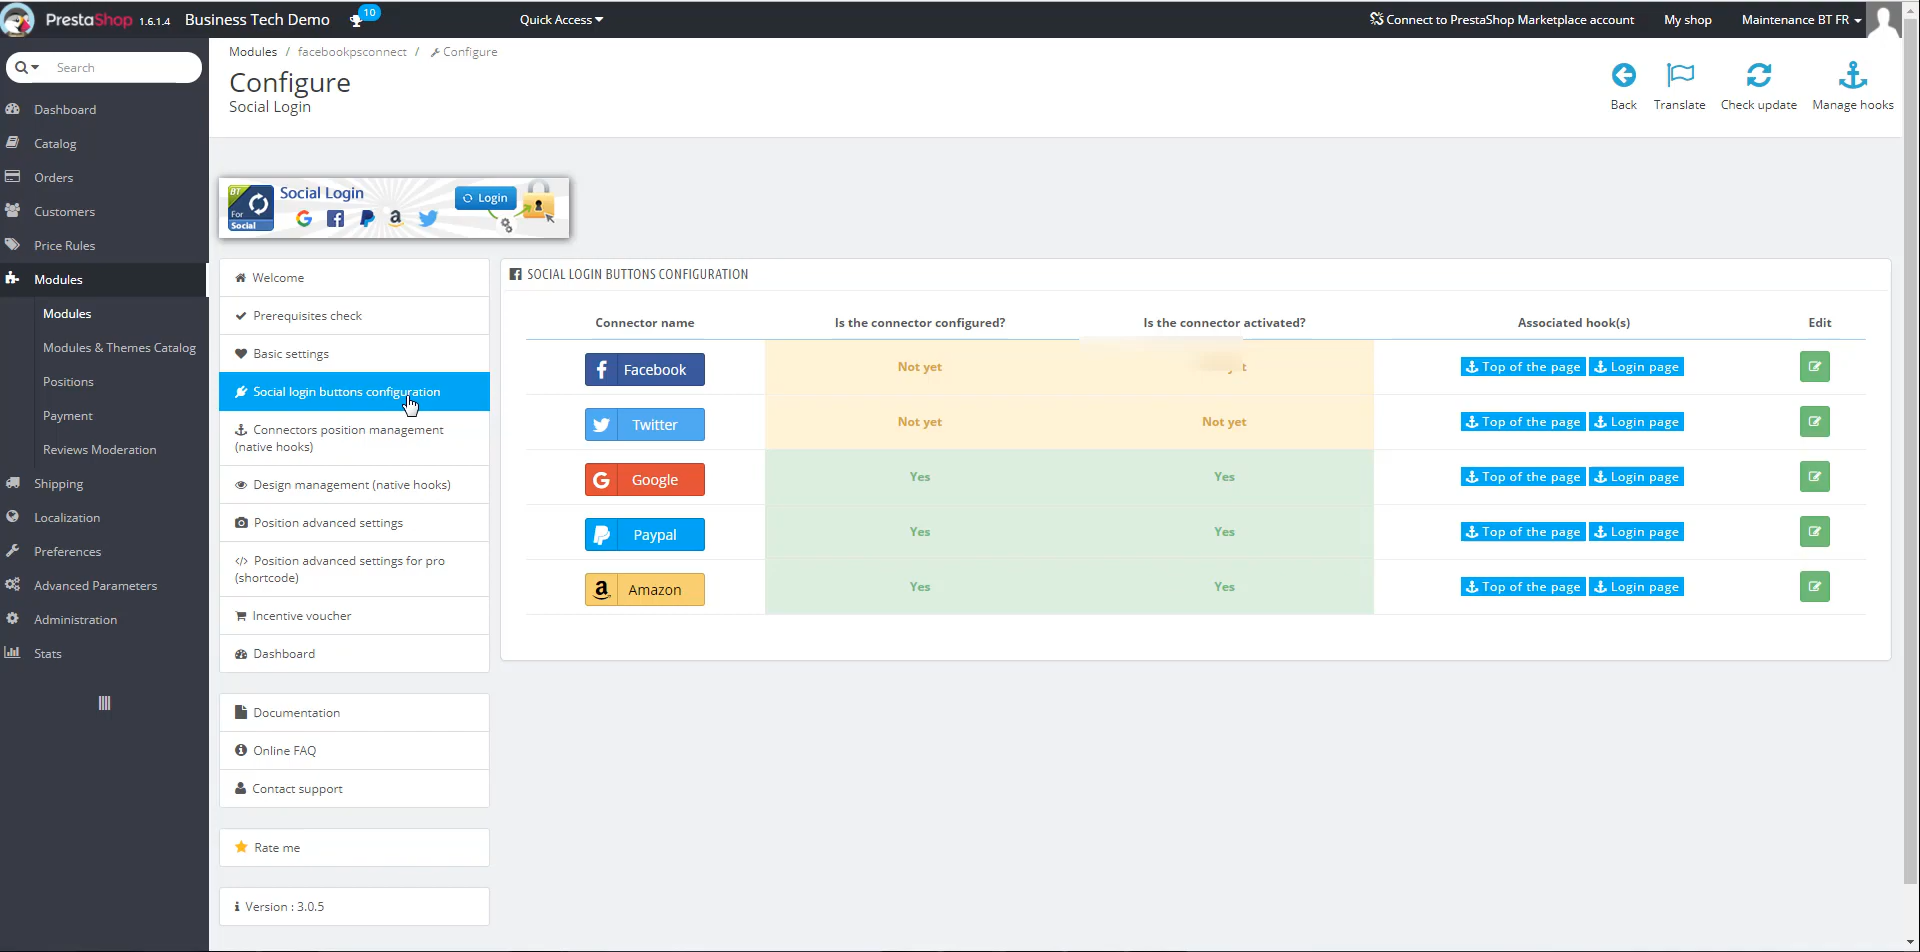 PrestaShop 1.6.1.4 Business Tech Demo 10 Quick Access Connect to PrestaShop Marketplace account My shop Maintenance BT FR
Search
Dashboard
Catalog
Orders
Customers
Price Rules
Modules
Modules
Modules & Themes Catalog
Positions
Payment
Reviews Moderation
Shipping
Localization
Preferences
Advanced Parameters
Administration
Stats
Modules / facebookpsconnect / Configure
Configure
Social Login
Back Translate Check update Manage hooks
BT
For
Social
Social Login
Login
Welcome
Prerequisites check
Basic settings
Social login buttons configuration
Connectors position management
(native hooks)
Design management (native hooks)
Position advanced settings
Position advanced settings for pro
(shortcode)
Incentive voucher
Dashboard
Documentation
Online FAQ
Contact support
Rate me
Version : 3.0.5
SOCIAL LOGIN BUTTONS CONFIGURATION
Connector name Is the connector configured? Is the connector activated? Associated hook(s) Edit
Facebook Not yet Top of the page Login page
Twitter Not yet Not yet Top of the page Login page
Google Yes Yes Top of the page Login page
Paypal Yes Yes Top of the page Login page
Amazon Yes Yes Top of the page Login page